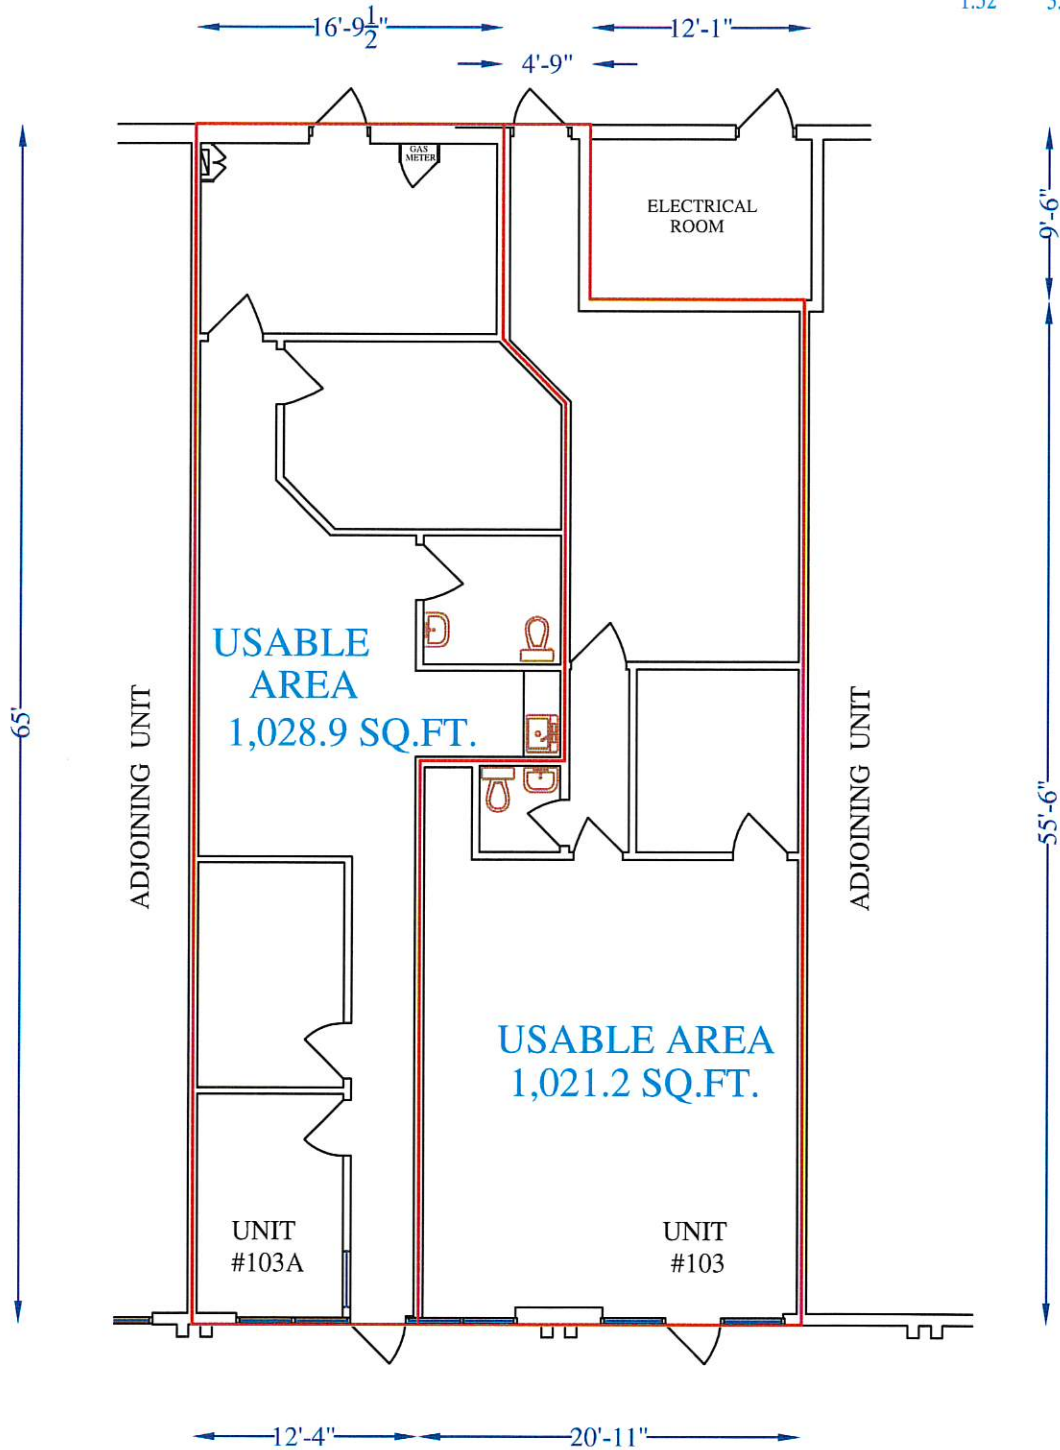 16'-9 1/2"
12'-1"
4'-9"
GAS
METER
ELECTRICAL
ROOM
9'-6"
USABLE
AREA
1,028.9 SQ.FT.
65'
ADJOINING UNIT
ADJOINING UNIT
55'-6"
USABLE AREA
1,021.2 SQ.FT.
UNIT
#103A
UNIT
#103
12'-4"
20'-11"